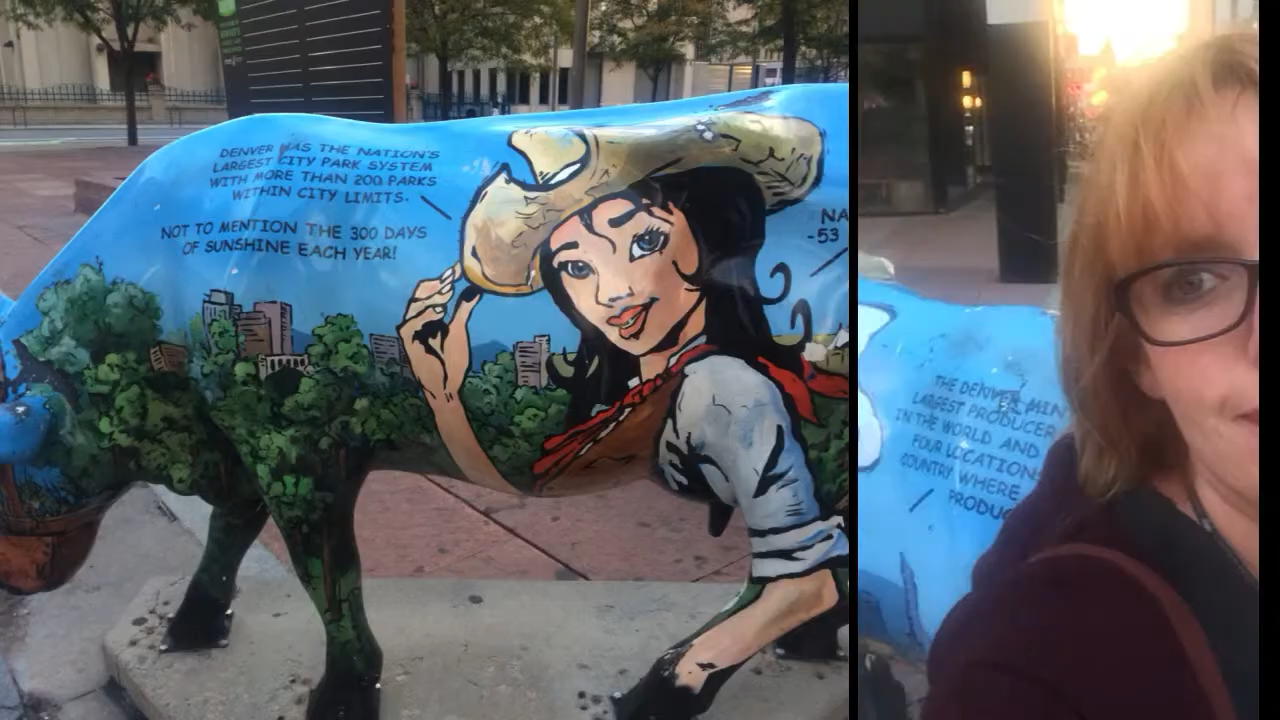 DENVER HAS THE NATION'S
LARGEST CITY PARK SYSTEM
WITH MORE THAN 200 PARKS
WITHIN CITY LIMITS.
NOT TO MENTION THE 300 DAYS
OF SUNSHINE EACH YEAR!
NA
-53
THE DENVER MIN
LARGEST PRODUCER
IN THE WORLD AND
FOUR LOCATIONS
COUNTRY WHERE
PRODUC